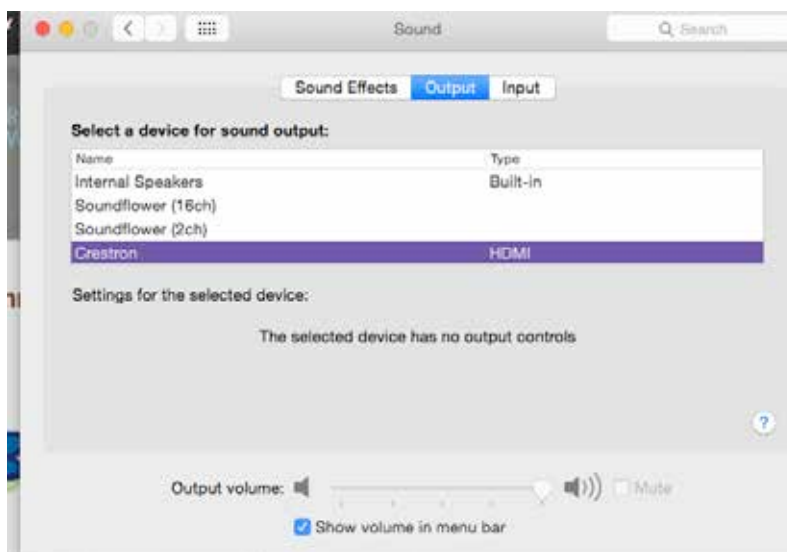 Sound
Search
Sound Effects Output Input
Select a device for sound output:
Name Type
Internal Speakers Built-in
Soundflower (16ch)
Soundflower (2ch)
Crestron HDMI
Settings for the selected device:
The selected device has no output controls
?
Output volume: Mute
Show volume in menu bar